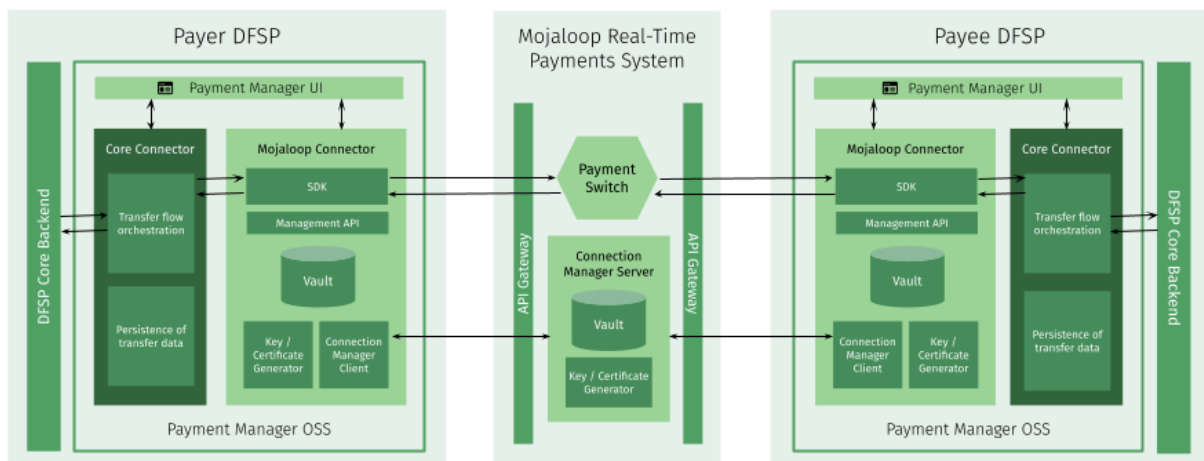 Payer DFSP
DFSP Core Backend
Payment Manager UI
Core Connector
Transfer flow
orchestration
Persistence of
transfer data
Mojaloop Connector
SDK
Management API
Vault
Key /
Certificate
Generator
Connection
Manager
Client
Payment Manager OSS
Mojaloop Real-Time
Payments System
API Gateway
Payment
Switch
Connection
Manager Server
Vault
Key / Certificate
Generator
API Gateway
Payee DFSP
Payment Manager UI
Mojaloop Connector
SDK
Management API
Vault
Connection
Manager
Client
Key /
Certificate
Generator
Core Connector
Transfer flow
orchestration
Persistence of
transfer data
Payment Manager OSS
DFSP Core Backend